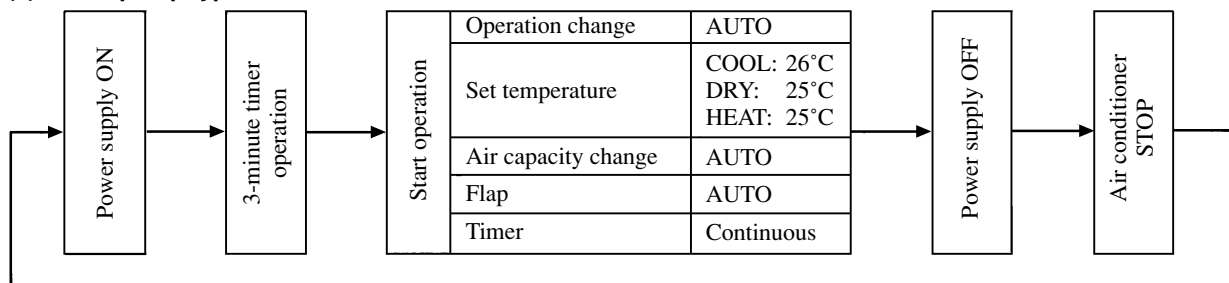 Power supply ON
3-minute timer
operation
Start operation
Operation change AUTO
Set temperature
COOL: 26˚C
DRY: 25˚C
HEAT: 25˚C
Air capacity change AUTO
Flap AUTO
Timer Continuous
Power supply OFF
Air conditioner
STOP